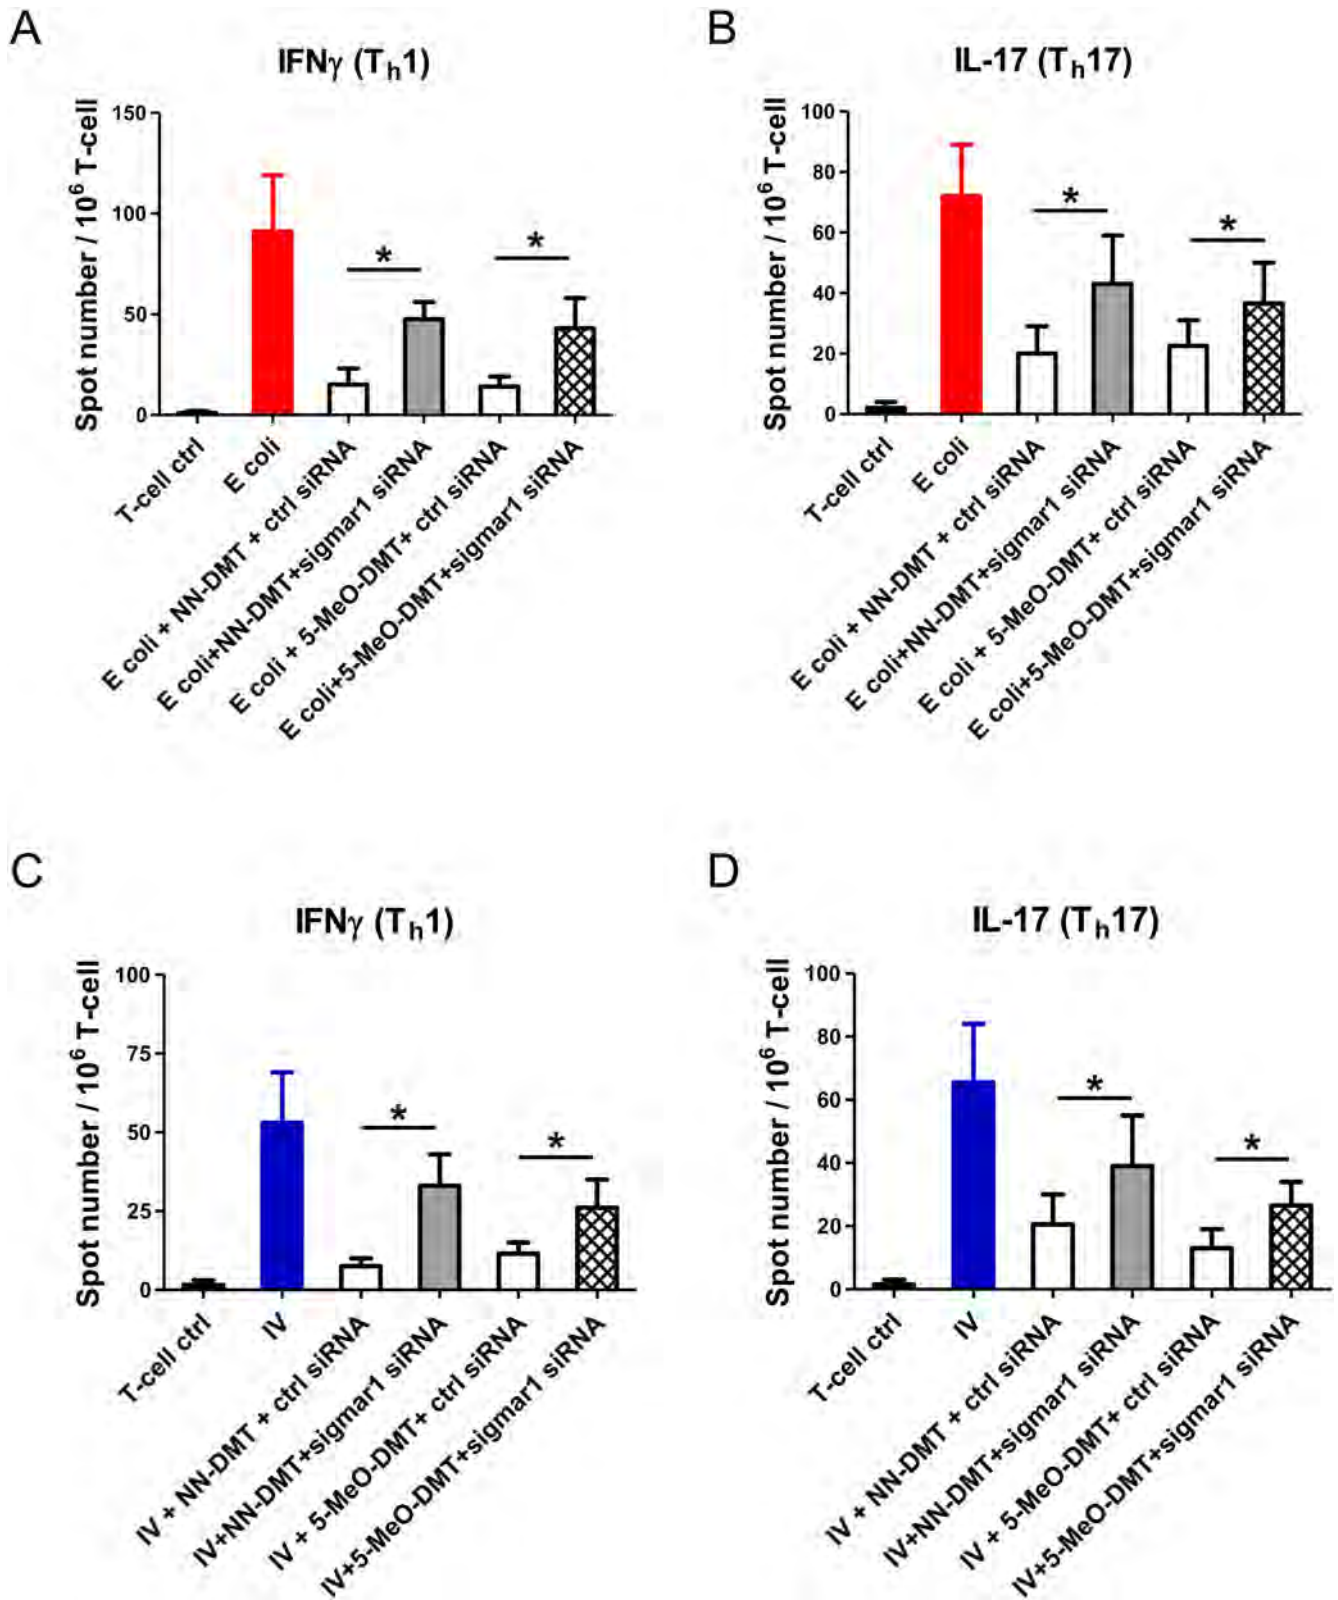 A
IFNγ (Th1)
Spot number / 10^6 T-cell
150
100
50
0
T-cell ctrl
E coli
E coli + NN-DMT + ctrl siRNA
E coli+NN-DMT+sigmar1 siRNA
E coli + 5-MeO-DMT+ ctrl siRNA
E coli+5-MeO-DMT+sigmar1 siRNA
*
*
B
IL-17 (Th17)
Spot number / 10^6 T-cell
100
80
60
40
20
0
T-cell ctrl
E coli
E coli + NN-DMT + ctrl siRNA
E coli+NN-DMT+sigmar1 siRNA
E coli + 5-MeO-DMT+ ctrl siRNA
E coli+5-MeO-DMT+sigmar1 siRNA
*
*
C
IFNγ (Th1)
Spot number / 10^6 T-cell
100
75
50
25
0
T-cell ctrl
IV
IV + NN-DMT + ctrl siRNA
IV+NN-DMT+sigmar1 siRNA
IV + 5-MeO-DMT+ ctrl siRNA
IV+5-MeO-DMT+sigmar1 siRNA
*
*
D
IL-17 (Th17)
Spot number / 10^6 T-cell
100
80
60
40
20
0
T-cell ctrl
IV
IV + NN-DMT + ctrl siRNA
IV+NN-DMT+sigmar1 siRNA
IV + 5-MeO-DMT+ ctrl siRNA
IV+5-MeO-DMT+sigmar1 siRNA
*
*